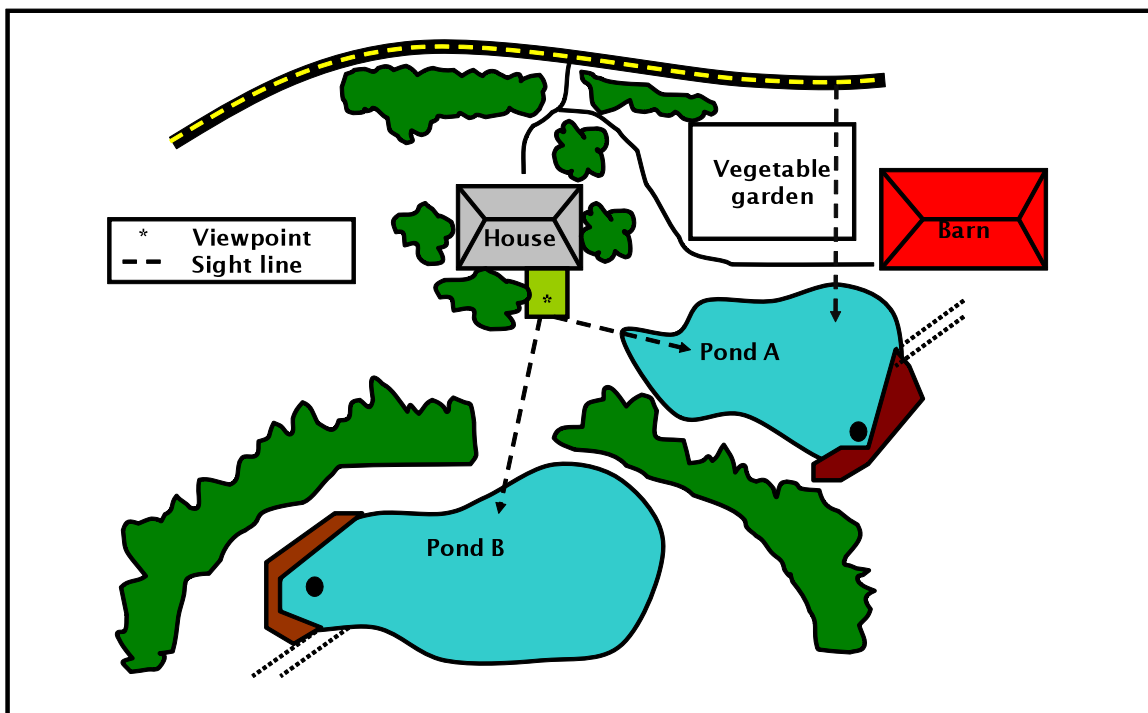 Vegetable
garden
* Viewpoint
Sight line
House
Barn
*
Pond A
Pond B